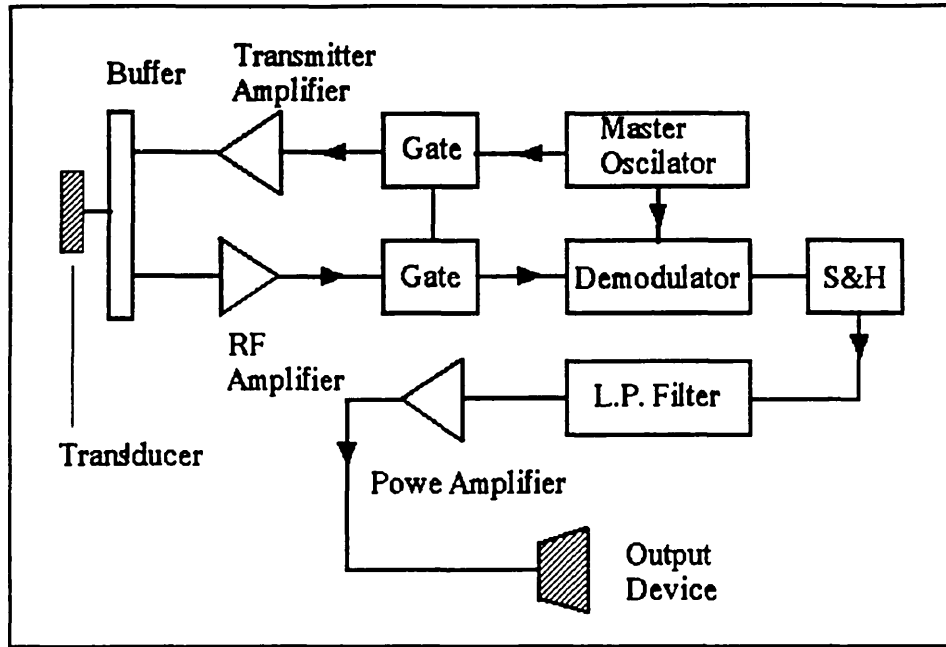 Transmitter
Amplifier
Buffer
Gate
Master
Oscilator
Gate
Demodulator
S&H
RF
Amplifier
L.P. Filter
Transducer
Powe Amplifier
Output
Device